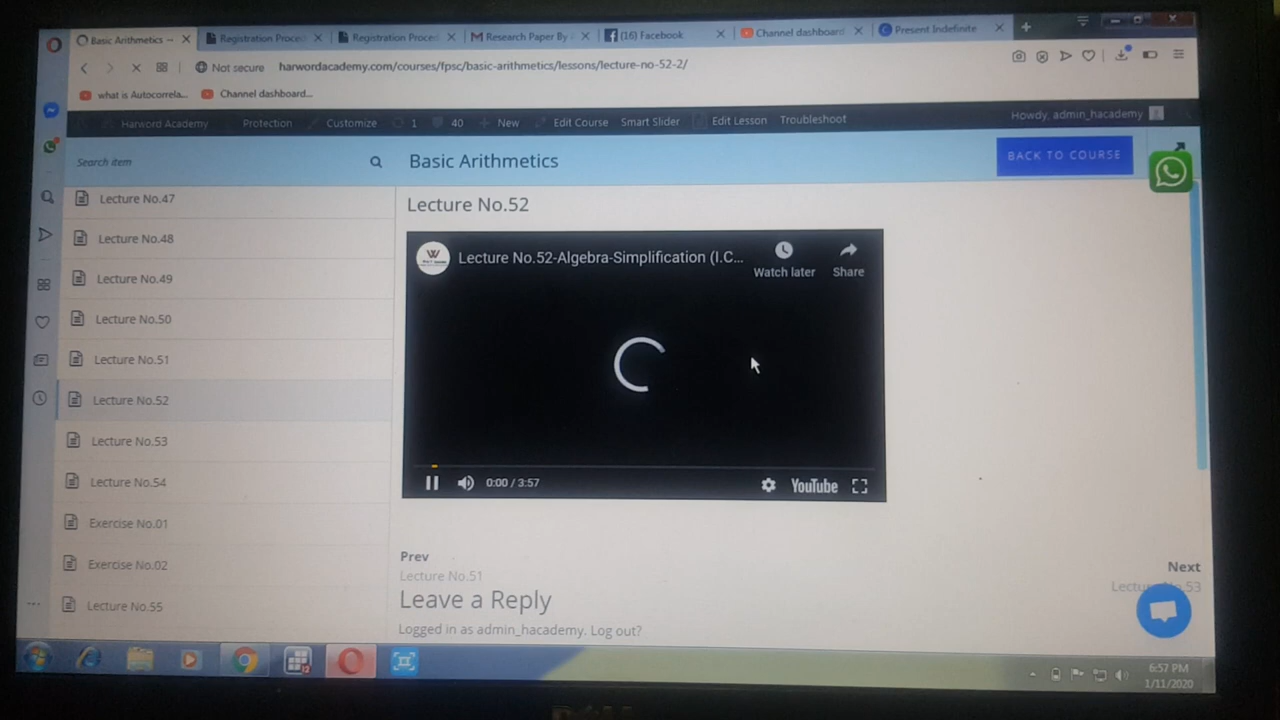 Basic Arithmetics --
Registration Proce
Registration Proces
Research Paper By
(16) Facebook
Channel dashboard
Present Indefinite
Not secure harwordacademy.com/courses/fpsc/basic-arithmetics/lessons/lecture-no-52-2/
what is Autocorrela...
Channel dashboard...
Harword Academy Protection Customize 1 40 New Edit Course Smart Slider Edit Lesson Troubleshoot Howdy, admin_hacademy
Search item
Basic Arithmetics
BACK TO COURSE
Lecture No.47
Lecture No.48
Lecture No.49
Lecture No.50
Lecture No.51
Lecture No.52
Lecture No.53
Lecture No.54
Exercise No.01
Exercise No.02
Lecture No.55
Lecture No.52
Lecture No.52-Algebra-Simplification (I.C...
Watch later
Share
0:00 / 3:57
YouTube
Prev
Lecture No.51
Next
Leave a Reply
Logged in as admin_hacademy. Log out?
6:57 PM
1/11/2020